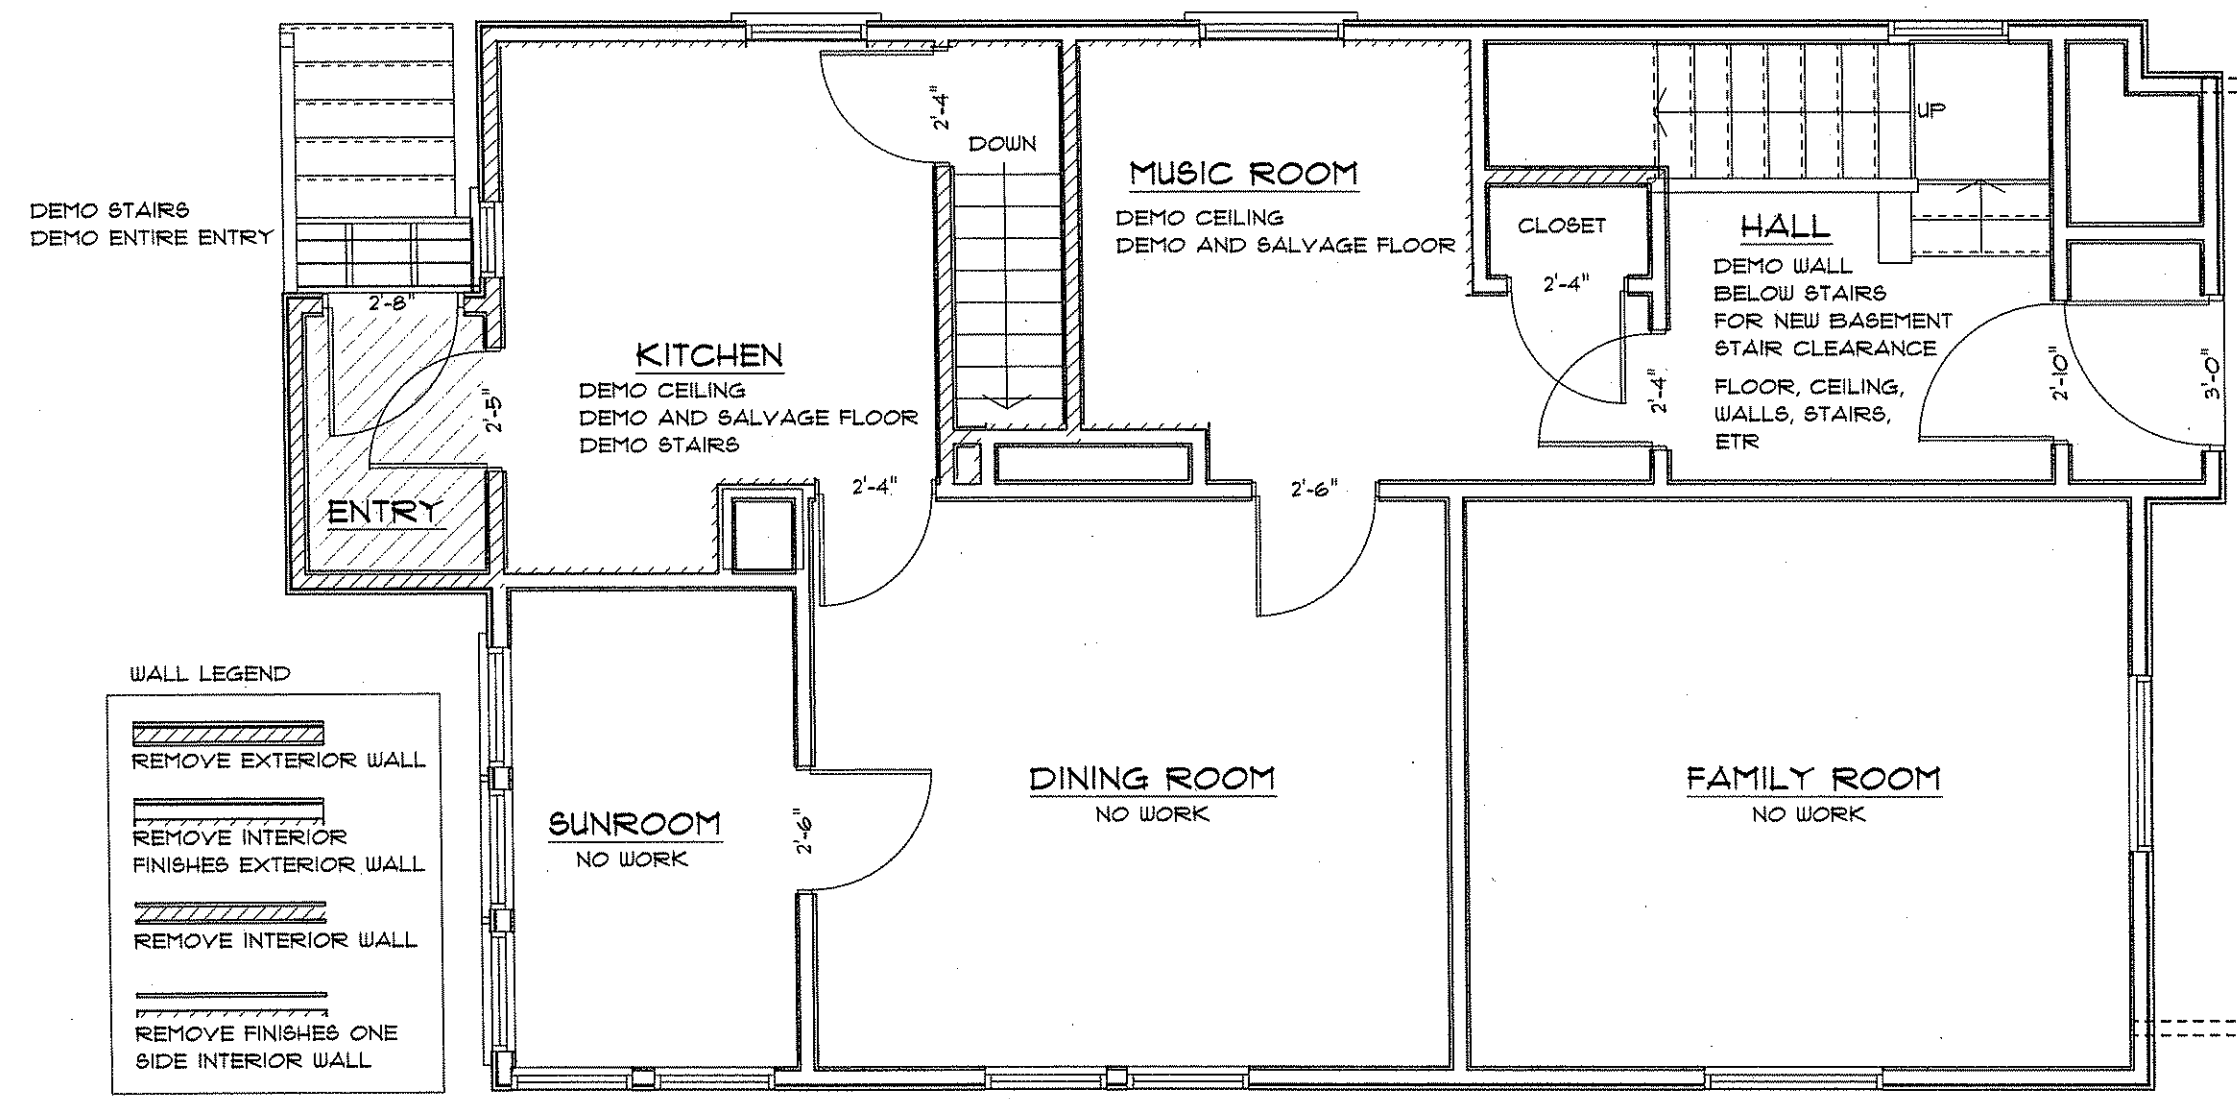 DEMO STAIRS
DEMO ENTIRE ENTRY
2'-8"
2'-5"
ENTRY
KITCHEN
DEMO CEILING
DEMO AND SALVAGE FLOOR
DEMO STAIRS
2'-4"
DOWN
2'-4"
MUSIC ROOM
DEMO CEILING
DEMO AND SALVAGE FLOOR
2'-6"
CLOSET
2'-4"
2'-4"
UP
HALL
DEMO WALL
BELOW STAIRS
FOR NEW BASEMENT
STAIR CLEARANCE
FLOOR, CEILING,
WALLS, STAIRS,
ETR
2'-10"
3'-0"
WALL LEGEND
REMOVE EXTERIOR WALL
REMOVE INTERIOR
FINISHES EXTERIOR WALL
REMOVE INTERIOR WALL
REMOVE FINISHES ONE
SIDE INTERIOR WALL
SUNROOM
NO WORK
2'-6"
DINING ROOM
NO WORK
FAMILY ROOM
NO WORK